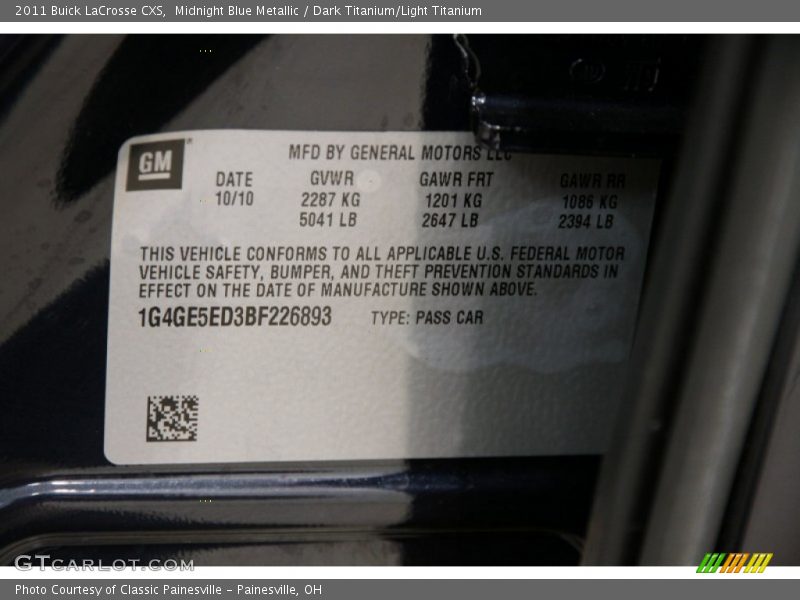 2011 Buick LaCrosse CXS,  Midnight Blue Metallic / Dark Titanium/Light Titanium
GM
MFD BY GENERAL MOTORS LLC
DATE GVWR GAWR FRT GAWR RR
10/10 2287 KG 1201 KG 1086 KG
5041 LB 2647 LB 2394 LB
THIS VEHICLE CONFORMS TO ALL APPLICABLE U.S. FEDERAL MOTOR
VEHICLE SAFETY, BUMPER, AND THEFT PREVENTION STANDARDS IN
EFFECT ON THE DATE OF MANUFACTURE SHOWN ABOVE.
1G4GE5ED3BF226893 TYPE: PASS CAR
GTCARLOT.COM
Photo Courtesy of Classic Painesville - Painesville, OH